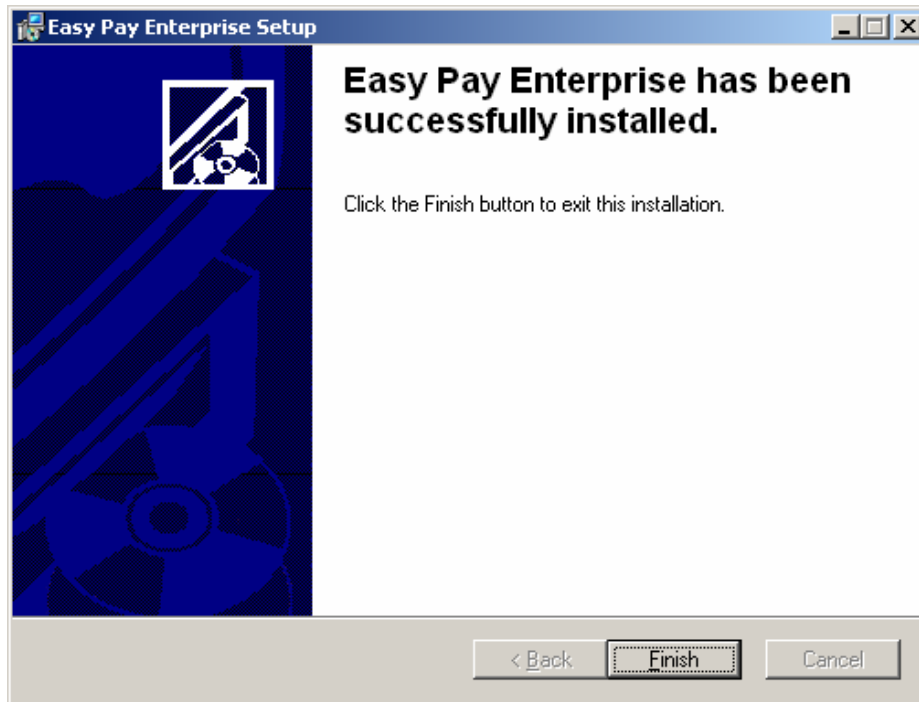 Easy Pay Enterprise Setup
Easy Pay Enterprise has been
successfully installed.
Click the Finish button to exit this installation.
< Back Finish Cancel